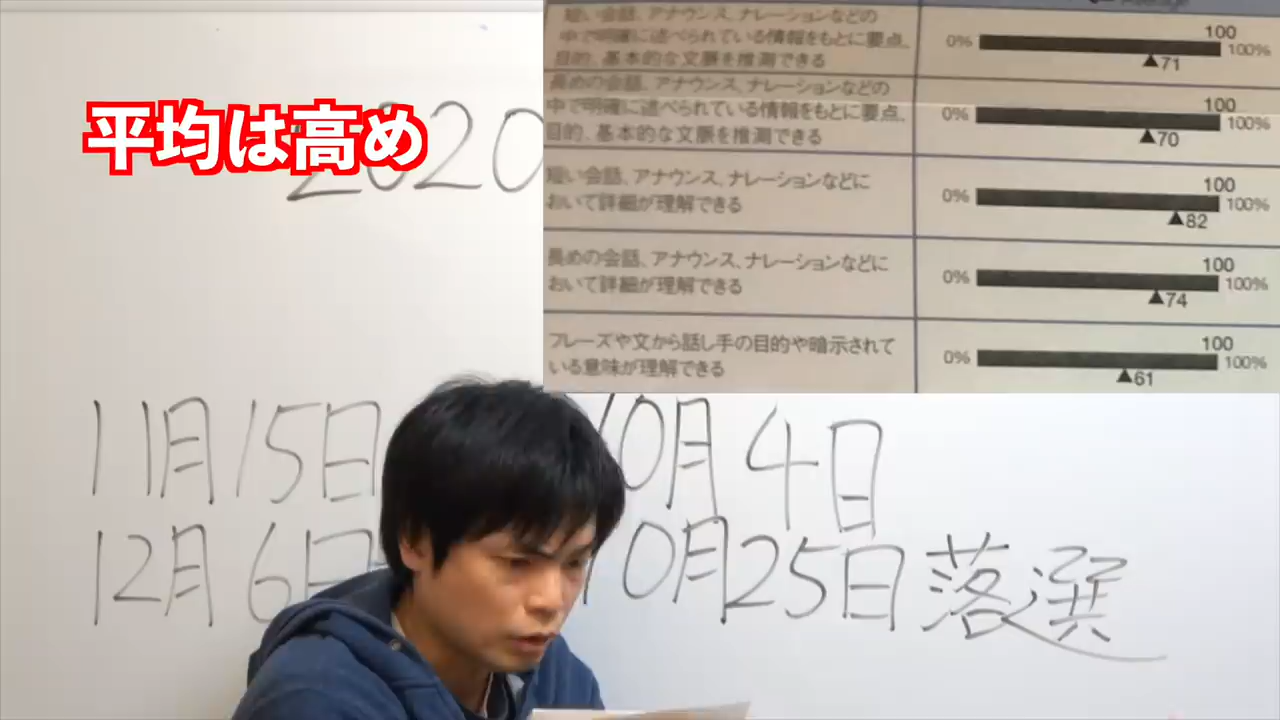 平均は高め
2020
短い会話、アナウンス、ナレーションなどの
中で明確に述べられている情報をもとに要点、
目的、基本的な文脈を推測できる
0%
100
100%
▲71
長めの会話、アナウンス、ナレーションなどの
中で明確に述べられている情報をもとに要点、
目的、基本的な文脈を推測できる
0%
100
100%
▲70
短い会話、アナウンス、ナレーションなどに
おいて詳細が理解できる
0%
100
100%
▲82
長めの会話、アナウンス、ナレーションなどに
おいて詳細が理解できる
0%
100
100%
▲74
フレーズや文から話し手の目的や暗示されて
いる意味が理解できる
0%
100
100%
▲61
11月15日
10月4日
12月6日
10月25日落選